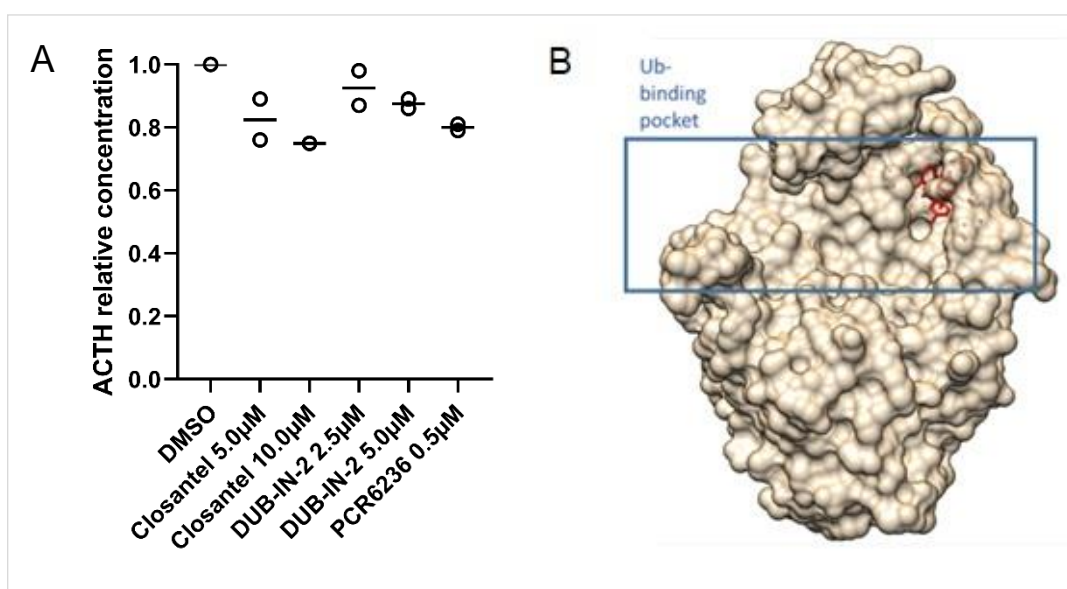 A
ACTH relative concentration
1.0
0.8
0.6
0.4
0.2
0.0
DMSO
Closantel 5.0µM
Closantel 10.0µM
DUB-IN-2 2.5µM
DUB-IN-2 5.0µM
PCR6236 0.5µM
B
Ub-
binding
pocket